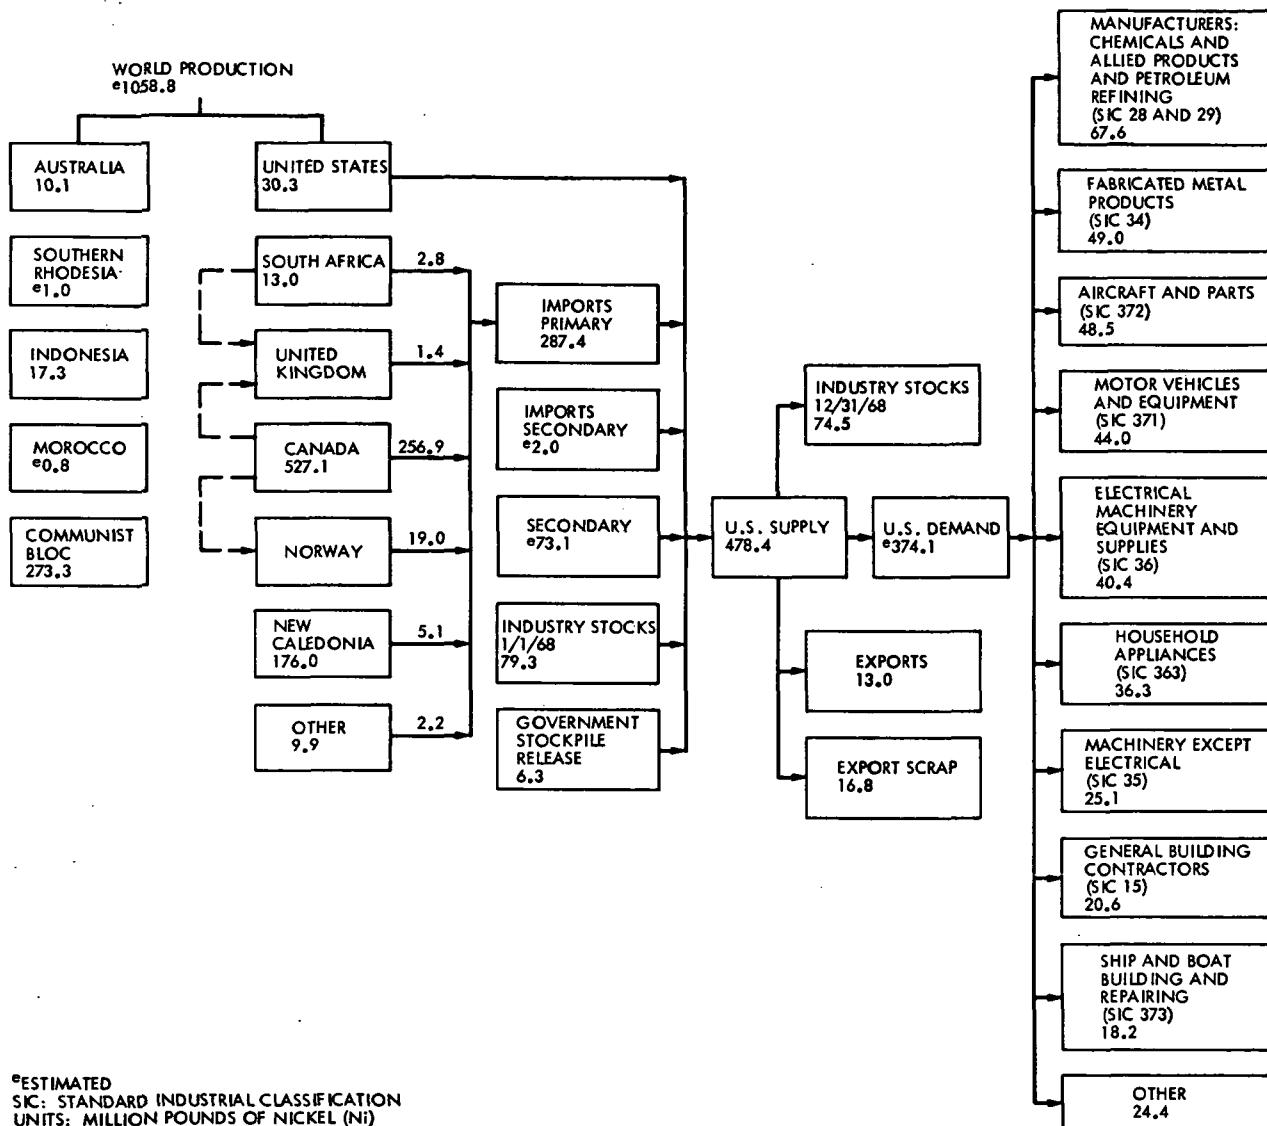 WORLD PRODUCTION
e1058.8
AUSTRALIA
10.1
SOUTHERN
RHODESIA
e1.0
INDONESIA
17.3
MOROCCO
e0.8
COMMUNIST
BLOC
273.3
UNITED STATES
30.3
SOUTH AFRICA
13.0
2.8
UNITED
KINGDOM
1.4
CANADA
527.1
256.9
NORWAY
19.0
NEW
CALEDONIA
176.0
5.1
OTHER
9.9
2.2
IMPORTS
PRIMARY
287.4
IMPORTS
SECONDARY
e2.0
SECONDARY
e73.1
INDUSTRY STOCKS
1/1/68
79.3
GOVERNMENT
STOCKPILE
RELEASE
6.3
U.S. SUPPLY
478.4
INDUSTRY STOCKS
12/31/68
74.5
U.S. DEMAND
e374.1
EXPORTS
13.0
EXPORT SCRAP
16.8
MANUFACTURERS:
CHEMICALS AND
ALLIED PRODUCTS
AND PETROLEUM
REFINING
(SIC 28 AND 29)
67.6
FABRICATED METAL
PRODUCTS
(SIC 34)
49.0
AIRCRAFT AND PARTS
(SIC 372)
48.5
MOTOR VEHICLES
AND EQUIPMENT
(SIC 371)
44.0
ELECTRICAL
MACHINERY
EQUIPMENT AND
SUPPLIES
(SIC 36)
40.4
HOUSEHOLD
APPLIANCES
(SIC 363)
36.3
MACHINERY EXCEPT
ELECTRICAL
(SIC 35)
25.1
GENERAL BUILDING
CONTRACTORS
(SIC 15)
20.6
SHIP AND BOAT
BUILDING AND
REPAIRING
(SIC 373)
18.2
OTHER
24.4
eESTIMATED
SIC: STANDARD INDUSTRIAL CLASSIFICATION
UNITS: MILLION POUNDS OF NICKEL (Ni)